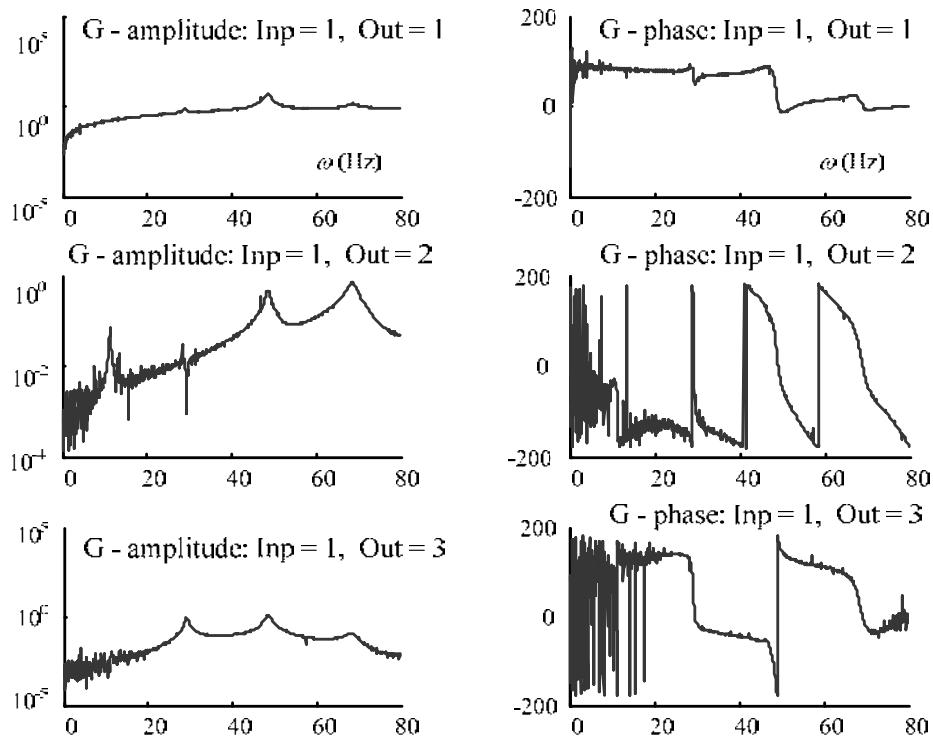 G - amplitude: Inp = 1, Out = 1
10^-5
10^0
10^-5
ω (Hz)
0 20 40 60 80
G - phase: Inp = 1, Out = 1
200
0
-200
ω (Hz)
0 20 40 60 80
G - amplitude: Inp = 1, Out = 2
10^0
10^-2
10^-4
0 20 40 60 80
G - phase: Inp = 1, Out = 2
200
0
-200
0 20 40 60 80
G - amplitude: Inp = 1, Out = 3
10^-5
10^0
10^-5
0 20 40 60 80
G - phase: Inp = 1, Out = 3
200
0
-200
0 20 40 60 80